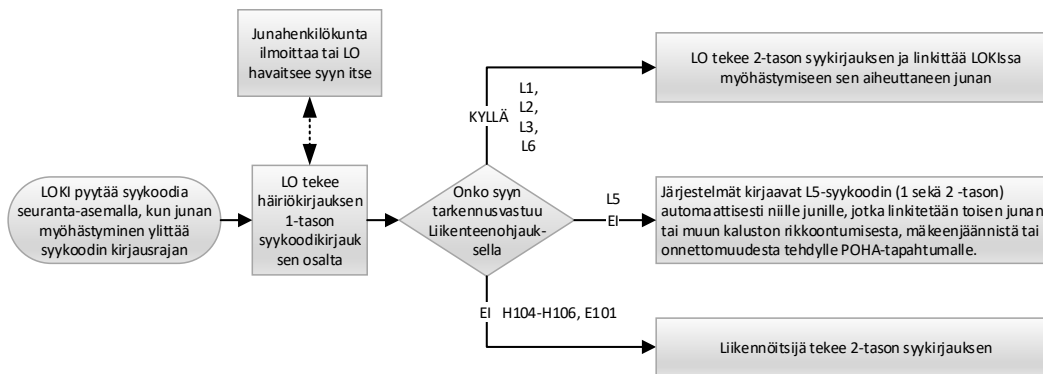 Junahenkilökunta
ilmoittaa tai LO
havaitsee syyn itse
LO tekee 2-tason syykirjauksen ja linkittää LOKIssa
myöhästymiseen sen aiheuttaneen junan
L1,
L2,
KYLLÄ
L3,
L6
LOKI pyytää syykoodia
seuranta-asemalla, kun junan
myöhästyminen ylittää
syykoodin kirjausrajan
LO tekee
häiriökirjauksen
1-tason
syykoodikirjauk
sen osalta
Onko syyn
tarkennusvastuu
Liikenteenohjauk-
sella
L5
EI
Järjestelmät kirjaavat L5-syykoodin (1 sekä 2 -tason)
automaattisesti niille junille, jotka linkitetään toisen junan
tai muun kaluston rikkoontumisesta, mäkeenjäännistä tai
onnettomuudesta tehdylle POHA-tapahtumalle.
EI H104-H106, E101
Liikennöitsijä tekee 2-tason syykirjauksen